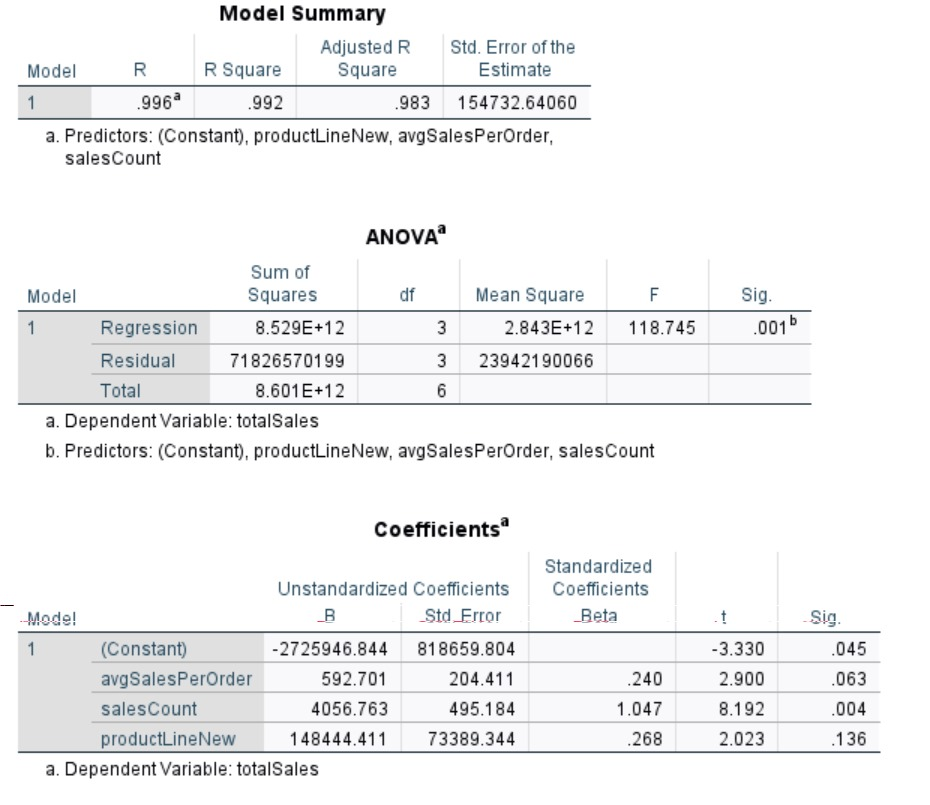 Model Summary
Model R R Square Adjusted R Square Std. Error of the Estimate
1 .996a .992 .983 154732.64060
a. Predictors: (Constant), productLineNew, avgSalesPerOrder,
salesCount
ANOVAa
Model Sum of Squares df Mean Square F Sig.
1 Regression 8.529E+12 3 2.843E+12 118.745 .001b
Residual 71826570199 3 23942190066
Total 8.601E+12 6
a. Dependent Variable: totalSales
b. Predictors: (Constant), productLineNew, avgSalesPerOrder, salesCount
Coefficientsa
Unstandardized Coefficients Standardized Coefficients
Model B Std. Error Beta t Sig.
1 (Constant) -2725946.844 818659.804 -3.330 .045
avgSalesPerOrder 592.701 204.411 .240 2.900 .063
salesCount 4056.763 495.184 1.047 8.192 .004
productLineNew 148444.411 73389.344 .268 2.023 .136
a. Dependent Variable: totalSales